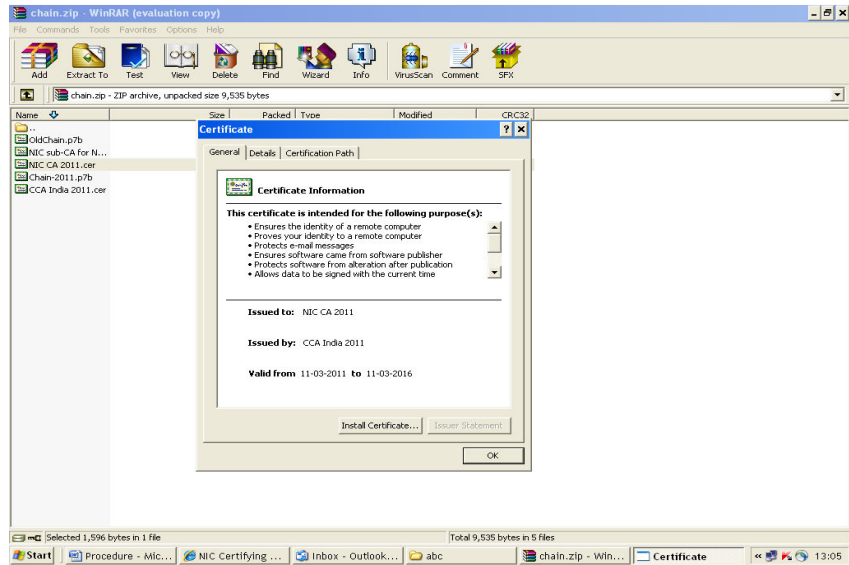 chain.zip - WinRAR (evaluation copy)
File Commands Tools Favorites Options Help
Add Extract To Test View Delete Find Wizard Info VirusScan Comment SFX
chain.zip - ZIP archive, unpacked size 9,535 bytes
Name Size Packed Type Modified CRC32
..
OldChain.p7b
NIC sub-CA for N...
NIC CA 2011.cer
Chain-2011.p7b
CCA India 2011.cer
Certificate
General Details Certification Path
Certificate Information
This certificate is intended for the following purpose(s):
• Ensures the identity of a remote computer
• Proves your identity to a remote computer
• Protects e-mail messages
• Ensures software came from software publisher
• Protects software from alteration after publication
• Allows data to be signed with the current time
Issued to: NIC CA 2011
Issued by: CCA India 2011
Valid from 11-03-2011 to 11-03-2016
Install Certificate... Issuer Statement
OK
Selected 1,596 bytes in 1 file Total 9,535 bytes in 5 files
Start Procedure - Mic... NIC Certifying ... Inbox - Outlook... abc chain.zip - Win... Certificate 13:05